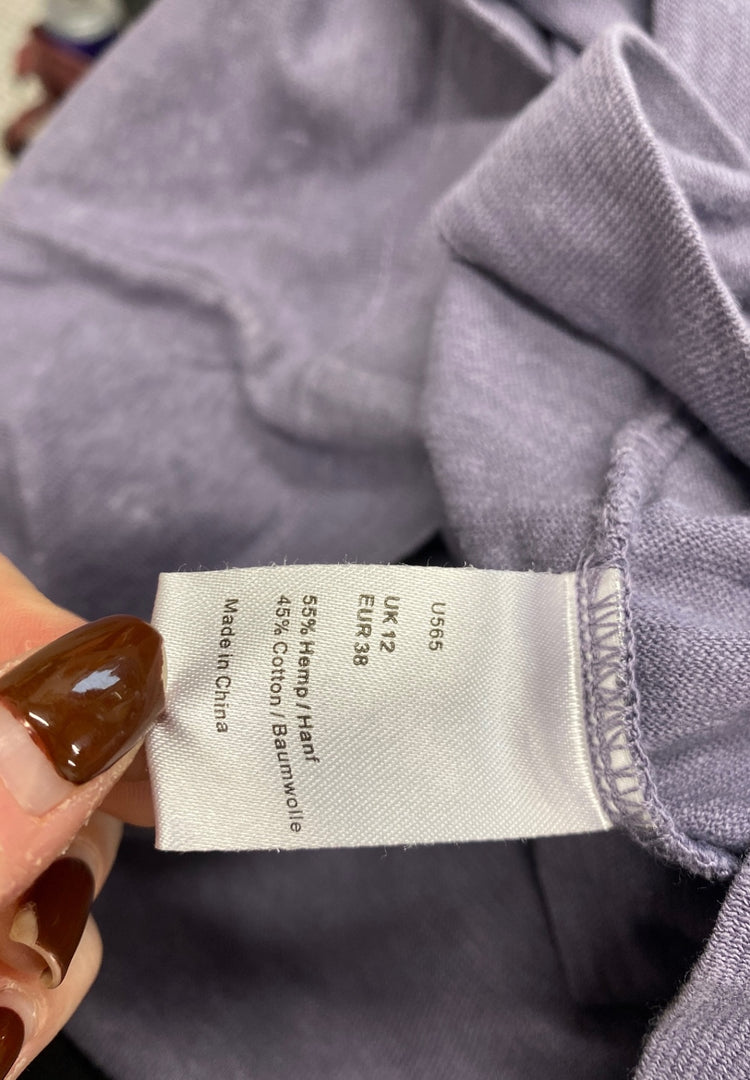 U565
UK 12
EUR 38
55% Hemp / Hanf
45% Cotton / Baumwolle
Made in China